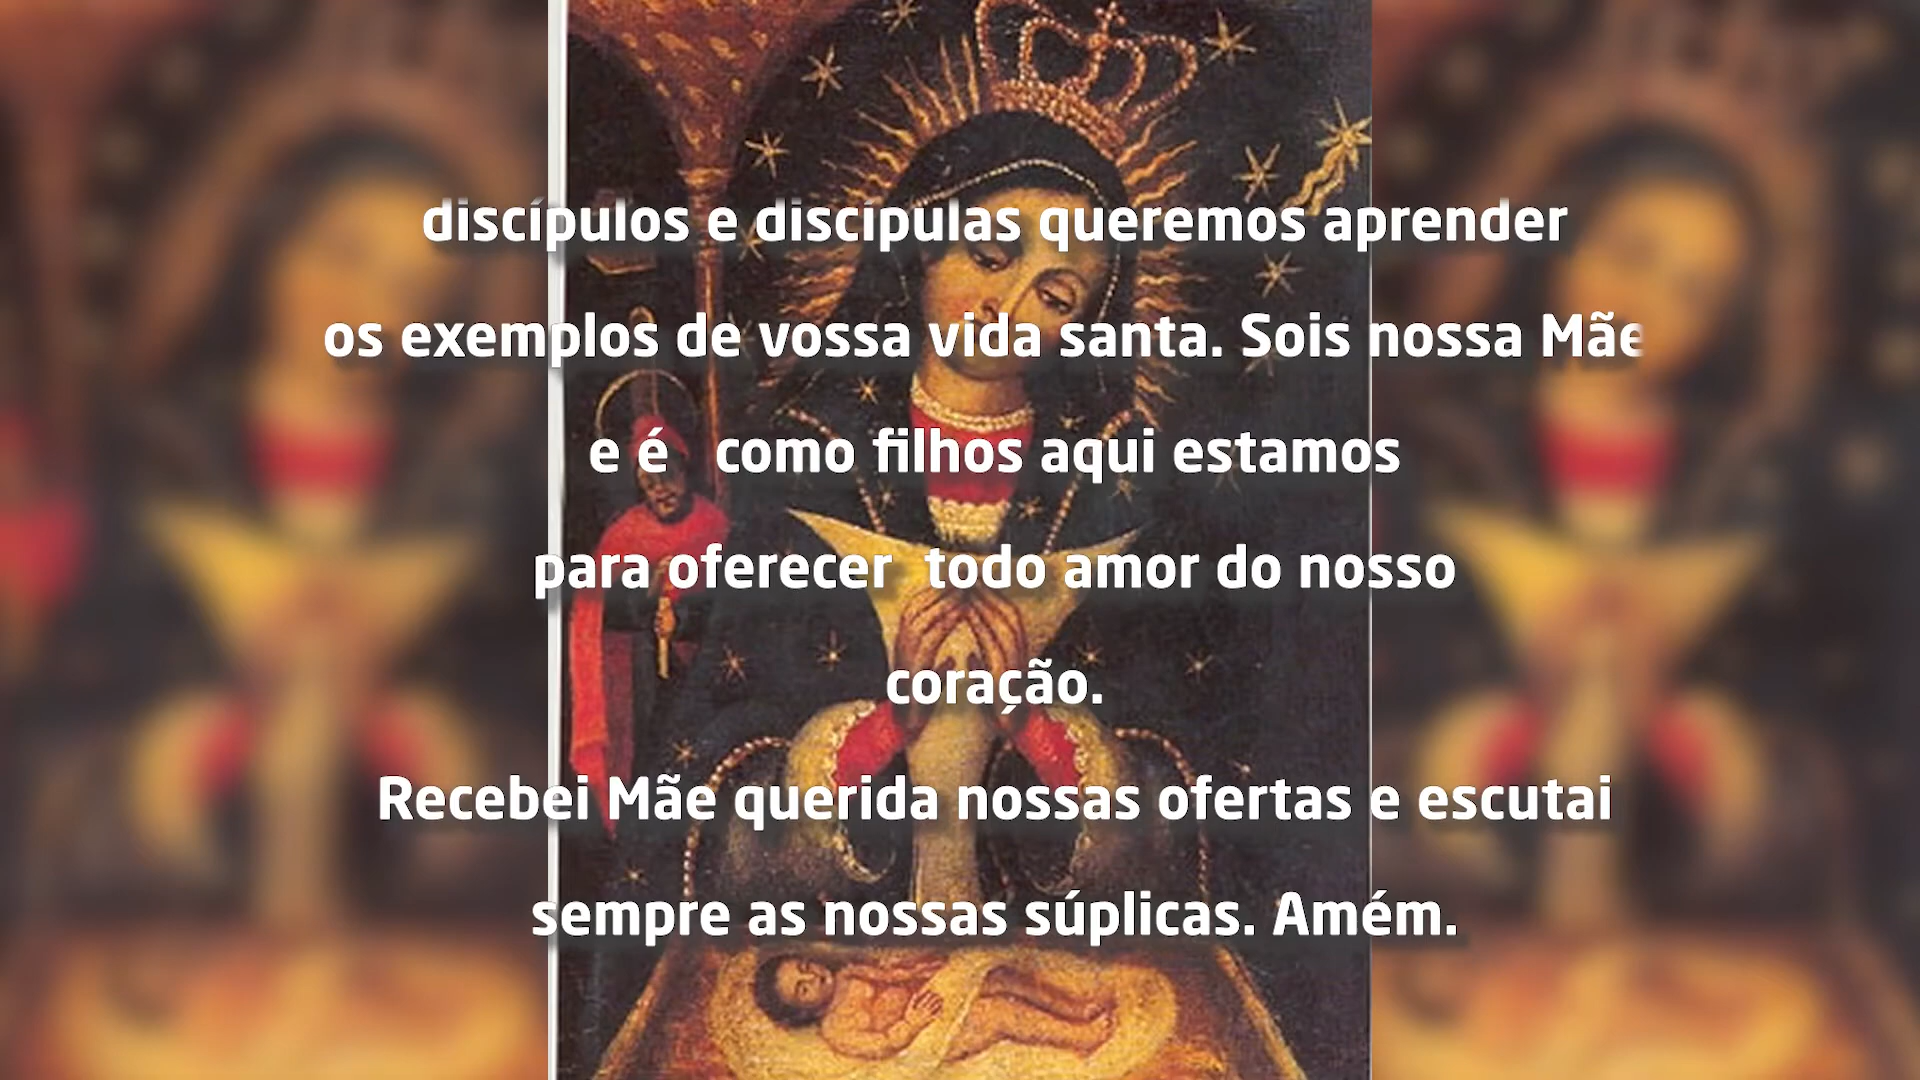 discípulos e discipulas queremos aprender
os exemplos de vossa vida santa. Sois nossa Mãe
e é como filhos aqui estamos
para oferecer todo amor do nosso
coração.
Recebei Mãe querida nossas ofertas e escutai
sempre as nossas súplicas. Amém.